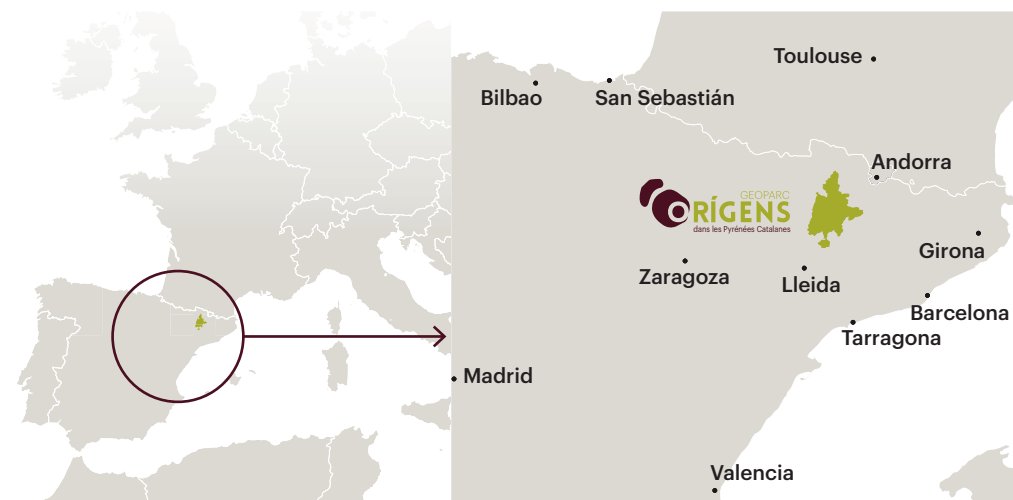 Toulouse
Bilbao
San Sebastián
Andorra
GEOPARC
ORÍGENS
dans les Pyrénées Catalanes
Girona
Zaragoza
Lleida
Barcelona
Tarragona
Madrid
Valencia